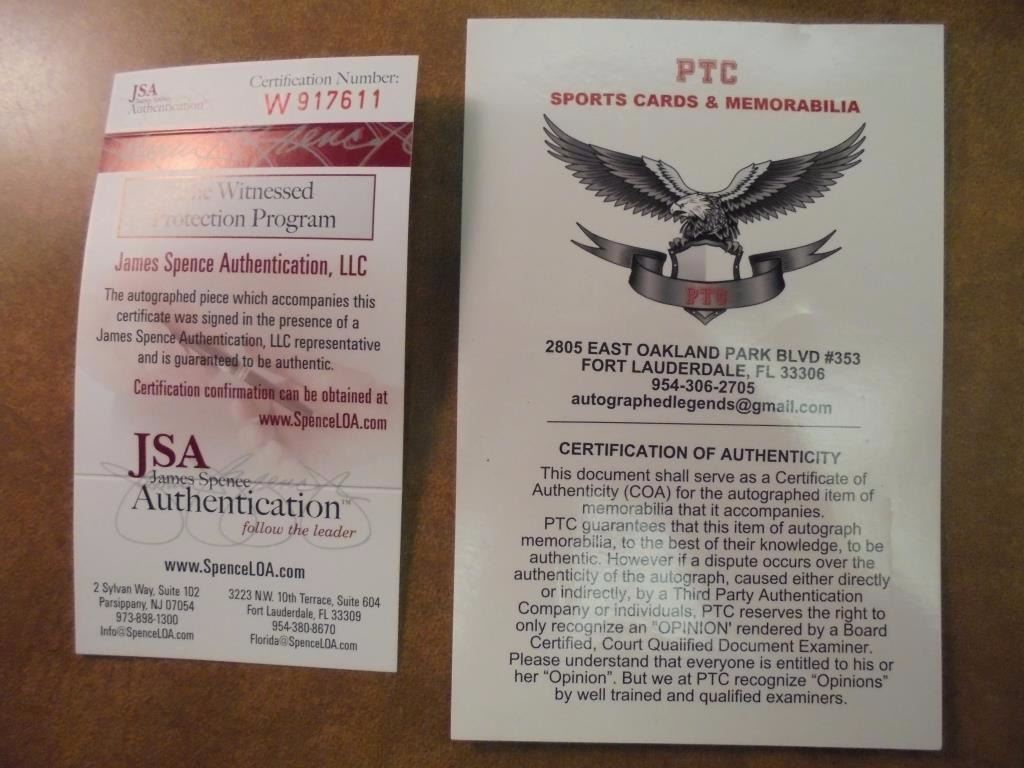 JSA
James Spence
Authentication
Certification Number:
W 917611
The Witnessed
Protection Program
James Spence Authentication, LLC
The autographed piece which accompanies this
certificate was signed in the presence of a
James Spence Authentication, LLC representative
and is guaranteed to be authentic.
Certification confirmation can be obtained at
www.SpenceLOA.com
JSA
James Spence
Authentication™
follow the leader
www.SpenceLOA.com
2 Sylvan Way, Suite 102
Parsippany, NJ 07054
973-898-1300
Info@SpenceLOA.com
3223 N.W. 10th Terrace, Suite 604
Fort Lauderdale, FL 33309
954-380-8670
Florida@SpenceLOA.com
PTC
SPORTS CARDS & MEMORABILIA
PTC
2805 EAST OAKLAND PARK BLVD #353
FORT LAUDERDALE, FL 33306
954-306-2705
autographedlegends@gmail.com
CERTIFICATION OF AUTHENTICITY
This document shall serve as a Certificate of
Authenticity (COA) for the autographed item of
memorabilia that it accompanies.
PTC guarantees that this item of autograph
memorabilia, to the best of their knowledge, to be
authentic. However if a dispute occurs over the
authenticity of the autograph, caused either directly
or indirectly, by a Third Party Authentication
Company or individuals, PTC reserves the right to
only recognize an "OPINION' rendered by a Board
Certified, Court Qualified Document Examiner.
Please understand that everyone is entitled to his or
her "Opinion". But we at PTC recognize "Opinions"
by well trained and qualified examiners.